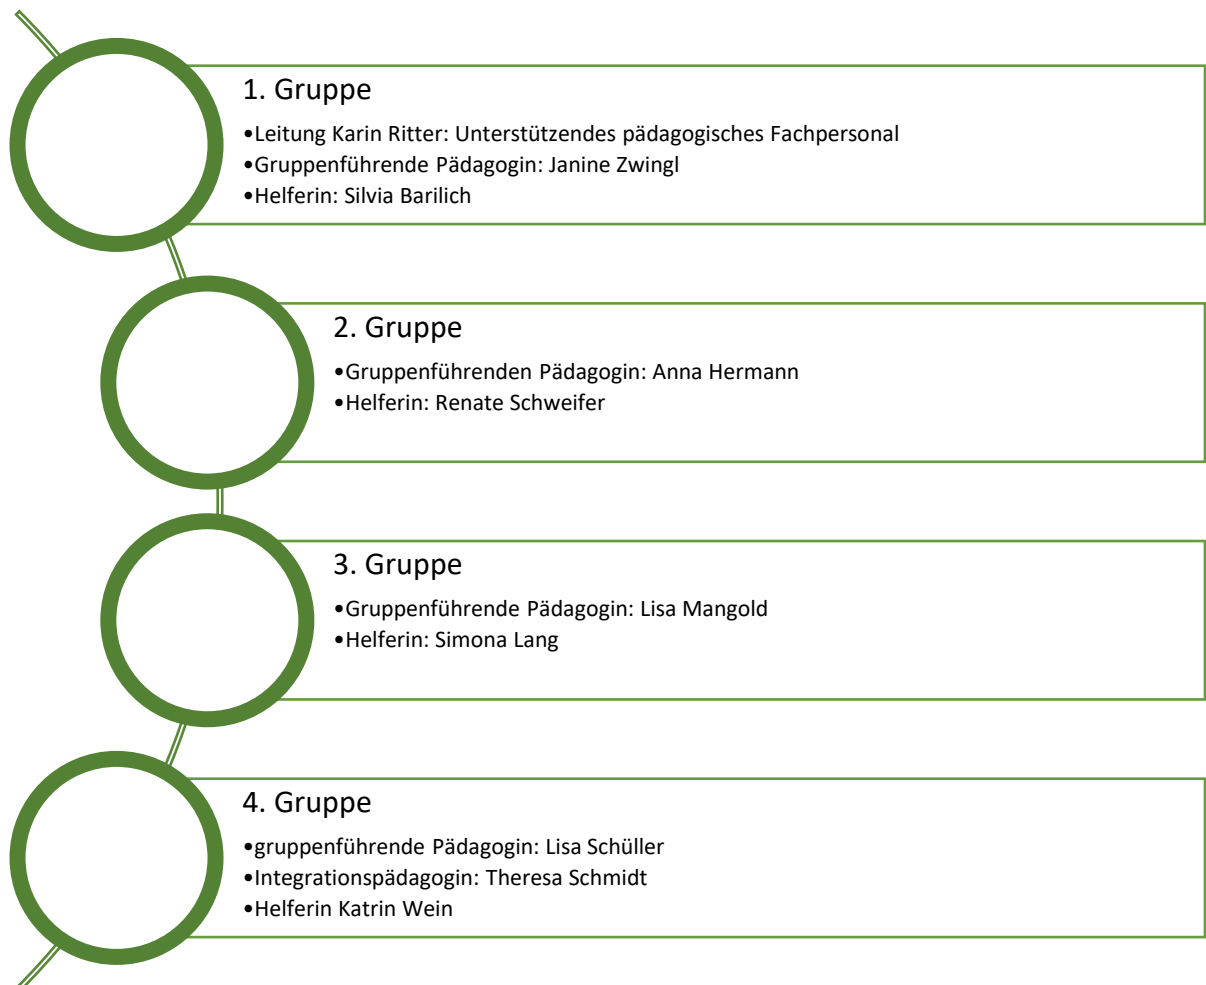 1. Gruppe
•Leitung Karin Ritter: Unterstützendes pädagogisches Fachpersonal
•Gruppenführende Pädagogin: Janine Zwingl
•Helferin: Silvia Barilich
2. Gruppe
•Gruppenführenden Pädagogin: Anna Hermann
•Helferin: Renate Schweifer
3. Gruppe
•Gruppenführende Pädagogin: Lisa Mangold
•Helferin: Simona Lang
4. Gruppe
•gruppenführende Pädagogin: Lisa Schüller
•Integrationspädagogin: Theresa Schmidt
•Helferin Katrin Wein